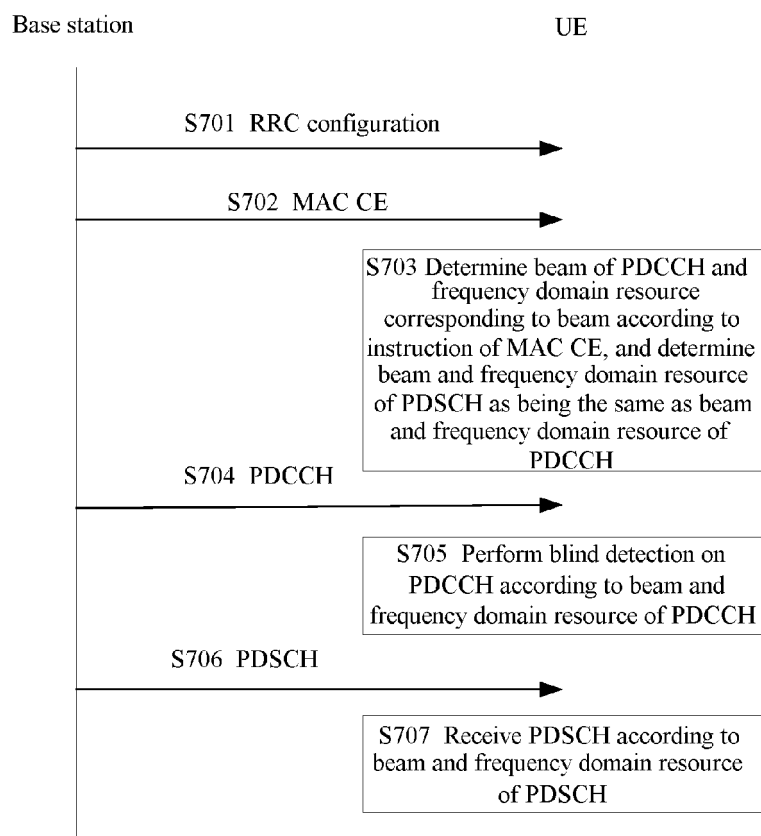 Base station
UE
S701 RRC configuration
S702 MAC CE
S703 Determine beam of PDCCH and
frequency domain resource
corresponding to beam according to
instruction of MAC CE, and determine
beam and frequency domain resource
of PDSCH as being the same as beam
and frequency domain resource of
PDCCH
S704 PDCCH
S705 Perform blind detection on
PDCCH according to beam and
frequency domain resource of PDCCH
S706 PDSCH
S707 Receive PDSCH according to
beam and frequency domain resource
of PDSCH